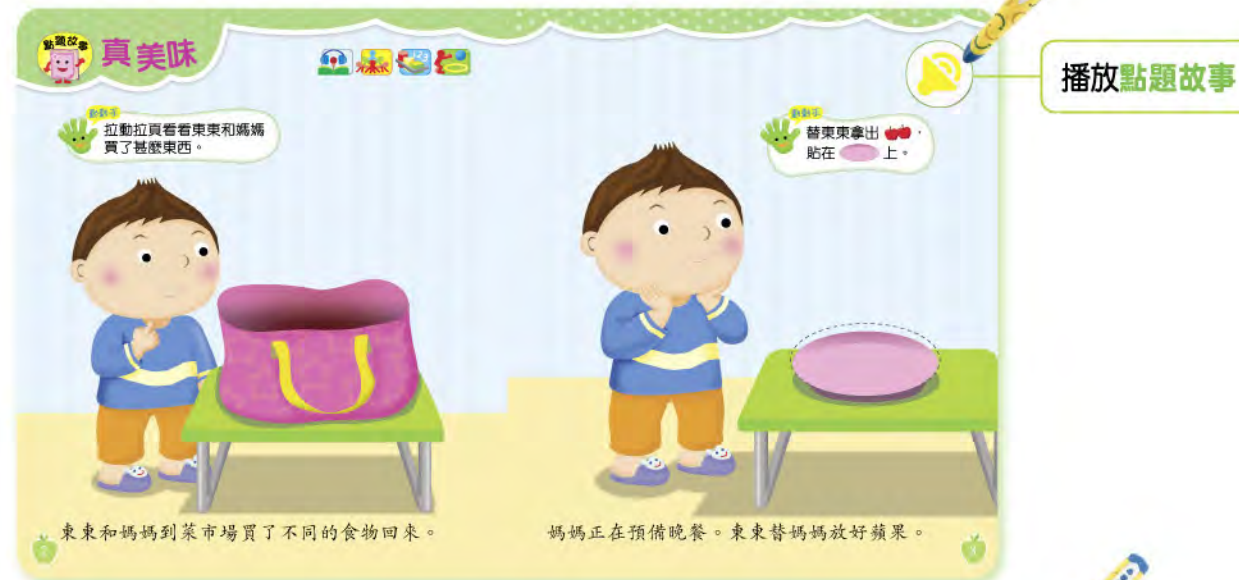 點題故事
真美味
播放點題故事
動動手
拉動拉頁看看東東和媽媽
買了甚麼東西。
動動手
替東東拿出，
貼在上。
東東和媽媽到菜市場買了不同的食物回來。
媽媽正在預備晚餐。東東替媽媽放好蘋果。